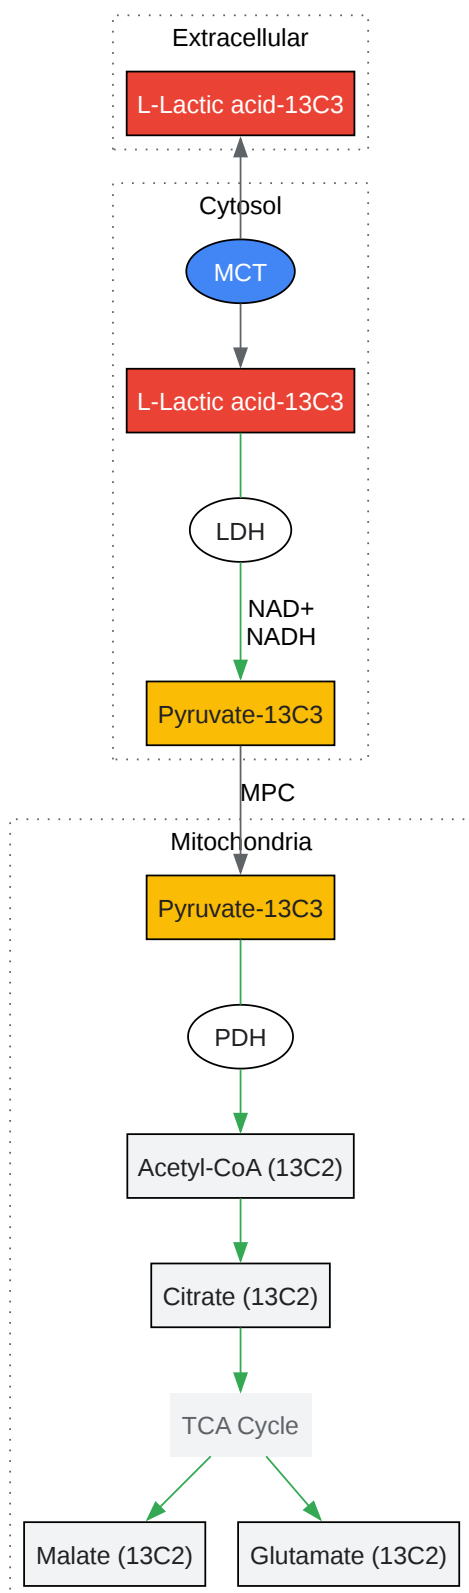 Extracellular
L-Lactic acid-13C3
Cytosol
MCT
L-Lactic acid-13C3
LDH
NAD+
NADH
Pyruvate-13C3
MPC
Mitochondria
Pyruvate-13C3
PDH
Acetyl-CoA (13C2)
Citrate (13C2)
TCA Cycle
Malate (13C2)
Glutamate (13C2)